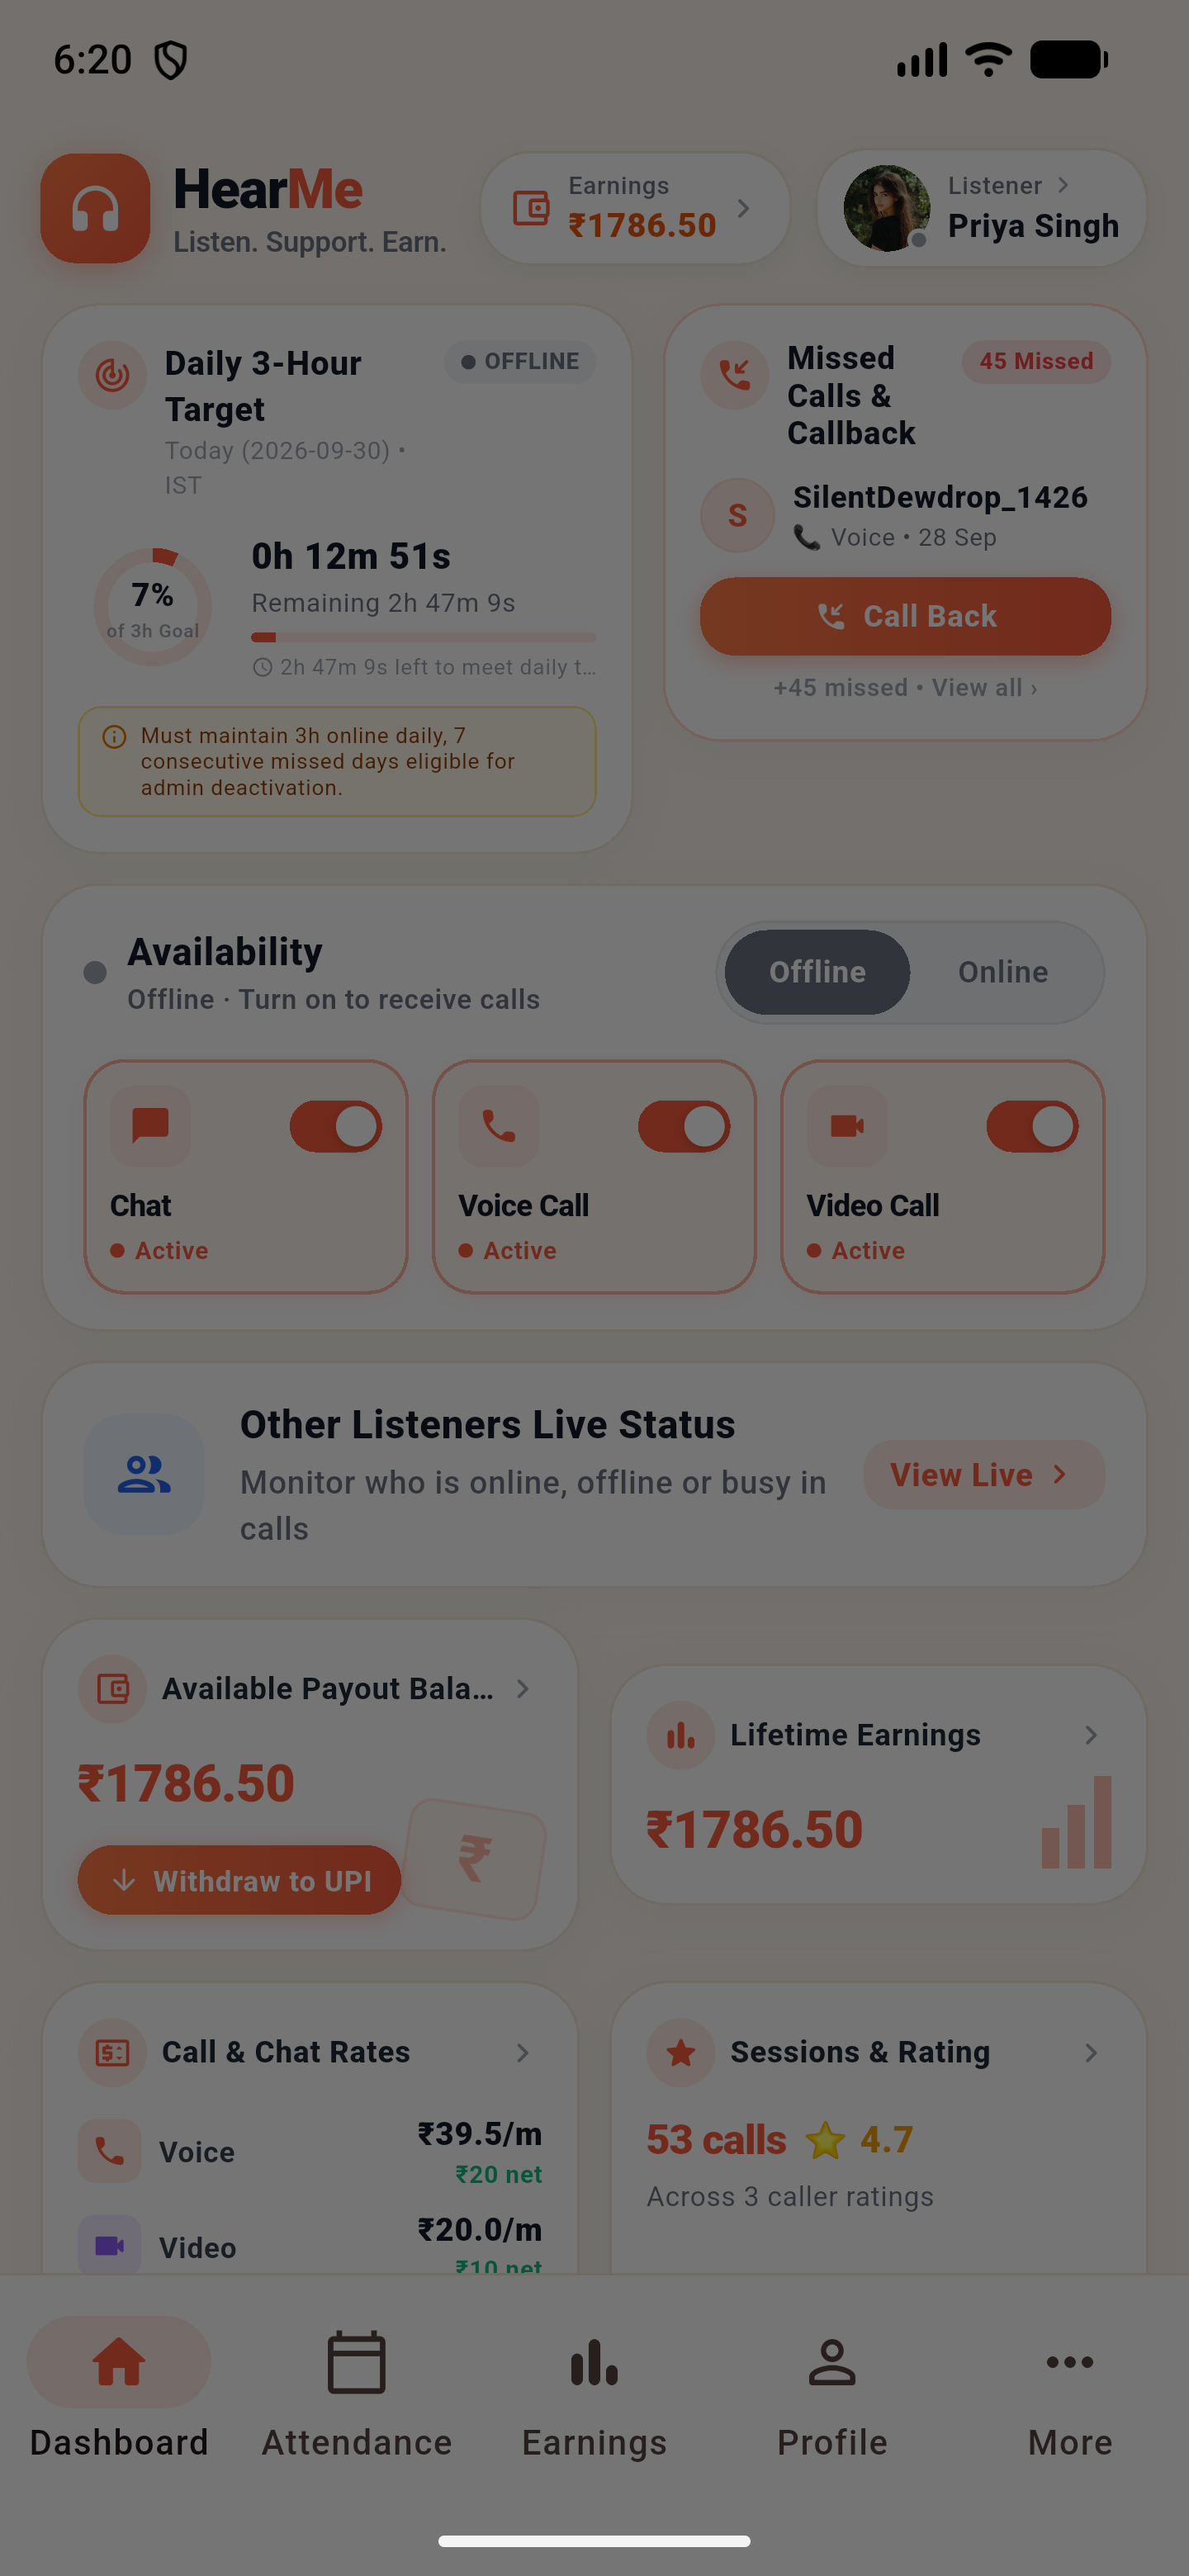 6:20
HearMe
Listen. Support. Earn.
Earnings
₹1786.50
Listener
Priya Singh
Daily 3-Hour
Target
OFFLINE
Today (2026-09-30) •
IST
7%
of 3h Goal
0h 12m 51s
Remaining 2h 47m 9s
2h 47m 9s left to meet daily t...
Must maintain 3h online daily, 7
consecutive missed days eligible for
admin deactivation.
Missed
Calls &
Callback
45 Missed
S
SilentDewdrop_1426
Voice • 28 Sep
Call Back
+45 missed • View all ›
Availability
Offline · Turn on to receive calls
Offline
Online
Chat
Active
Voice Call
Active
Video Call
Active
Other Listeners Live Status
Monitor who is online, offline or busy in
calls
View Live
Available Payout Bala...
₹1786.50
Withdraw to UPI
₹
Lifetime Earnings
₹1786.50
Call & Chat Rates
Voice
₹39.5/m
₹20 net
Video
₹20.0/m
₹10 net
Sessions & Rating
53 calls ⭐ 4.7
Across 3 caller ratings
Dashboard
Attendance
Earnings
Profile
More